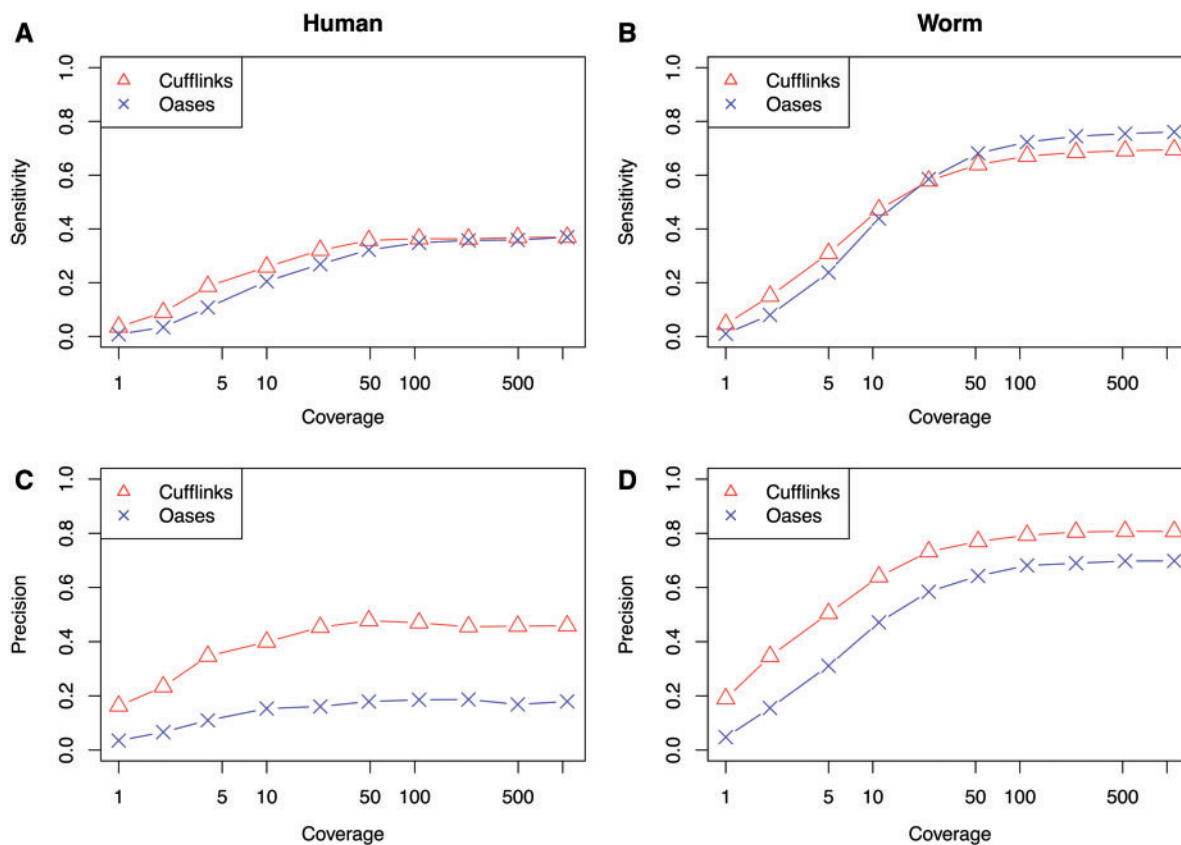 A
Human
Cufflinks
Oases
Sensitivity
0.0
0.2
0.4
0.6
0.8
1.0
1
5
10
50
100
500
Coverage
B
Worm
Cufflinks
Oases
Sensitivity
0.0
0.2
0.4
0.6
0.8
1.0
1
5
10
50
100
500
Coverage
C
Cufflinks
Oases
Precision
0.0
0.2
0.4
0.6
0.8
1.0
1
5
10
50
100
500
Coverage
D
Cufflinks
Oases
Precision
0.0
0.2
0.4
0.6
0.8
1.0
1
5
10
50
100
500
Coverage